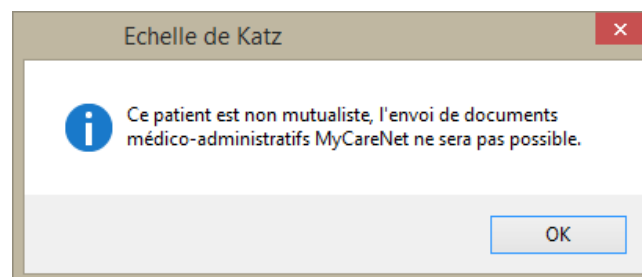 Echelle de Katz
Ce patient est non mutualiste, l'envoi de documents
médico-administratifs MyCareNet ne sera pas possible.
OK